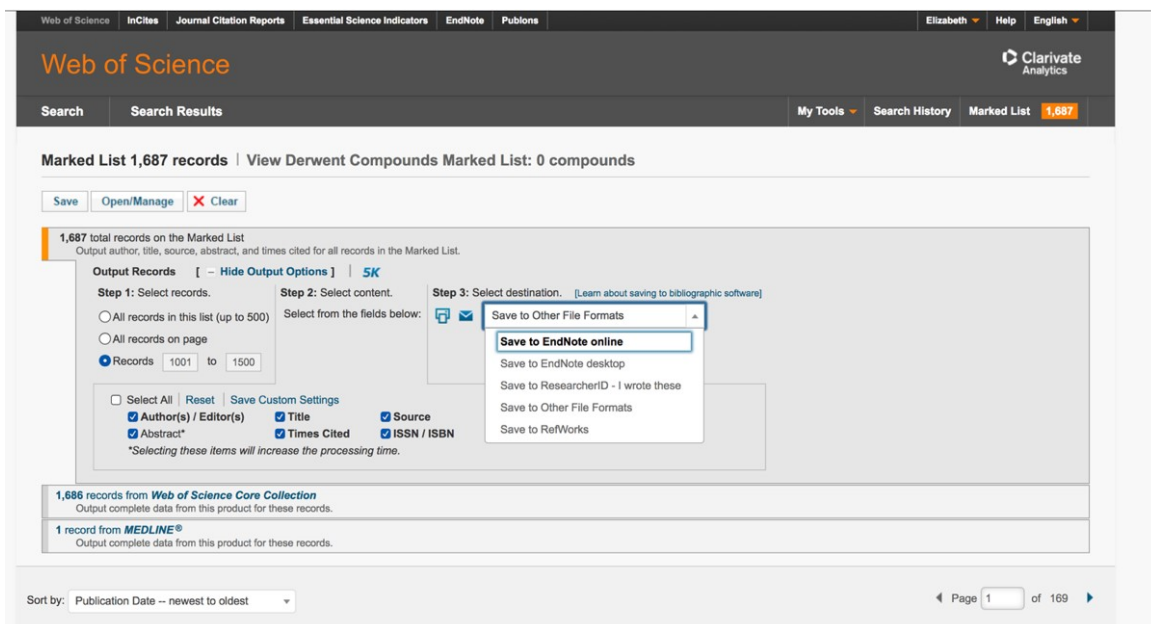 Web of Science InCites Journal Citation Reports Essential Science Indicators EndNote Publons Elizabeth Help English
Web of Science
Clarivate
Analytics
Search Search Results My Tools Search History Marked List 1,687
Marked List 1,687 records | View Derwent Compounds Marked List: 0 compounds
Save Open/Manage Clear
1,687 total records on the Marked List
Output author, title, source, abstract, and times cited for all records in the Marked List.
Output Records [ – Hide Output Options ] | 5K
Step 1: Select records. Step 2: Select content. Step 3: Select destination. [Learn about saving to bibliographic software]
All records in this list (up to 500) Select from the fields below: Save to Other File Formats
All records on page Save to EndNote online
Records 1001 to 1500 Save to EndNote desktop
Save to ResearcherID - I wrote these
Select All | Reset | Save Custom Settings Save to Other File Formats
Author(s) / Editor(s) Title Source
Abstract* Times Cited ISSN / ISBN Save to RefWorks
*Selecting these items will increase the processing time.
1,686 records from Web of Science Core Collection
Output complete data from this product for these records.
1 record from MEDLINE®
Output complete data from this product for these records.
Sort by: Publication Date -- newest to oldest Page 1 of 169